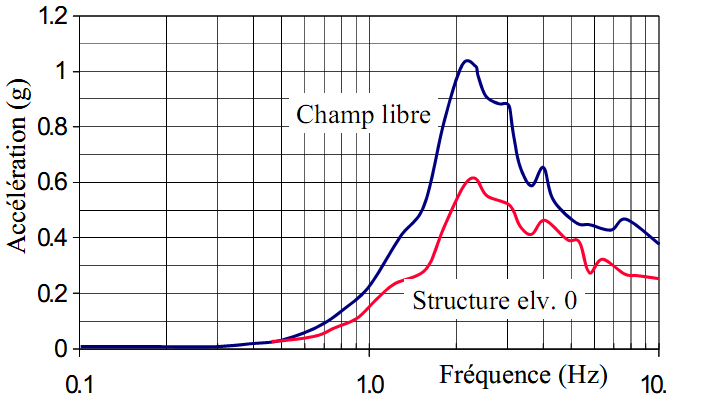 1.2
1
Champ libre
0.8
Accélération (g)
0.6
0.4
0.2
Structure elv. 0
0
0.1
1.0
Fréquence (Hz)
10.